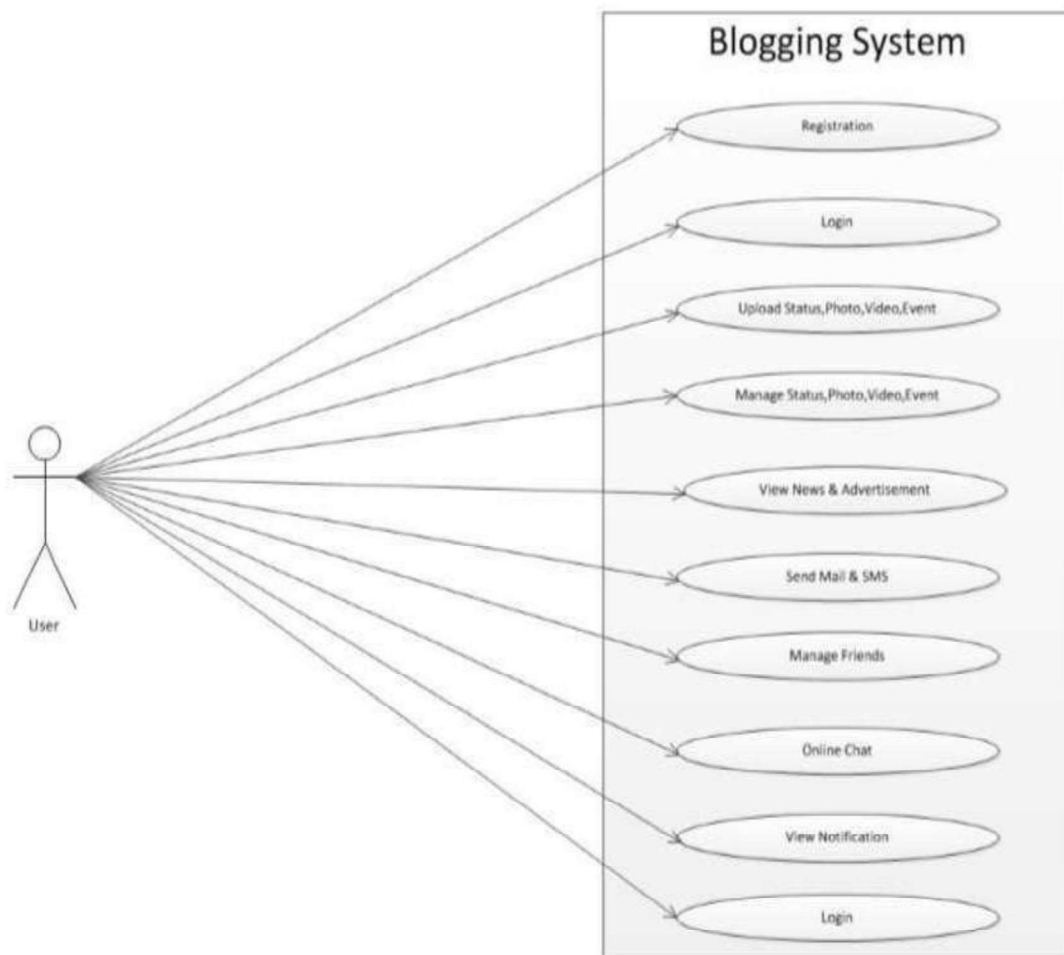 Blogging System
Registration
Login
Upload Status,Photo,Video,Event
Manage Status,Photo,Video,Event
View News & Advertisement
Send Mail & SMS
User
Manage Friends
Online Chat
View Notification
Login